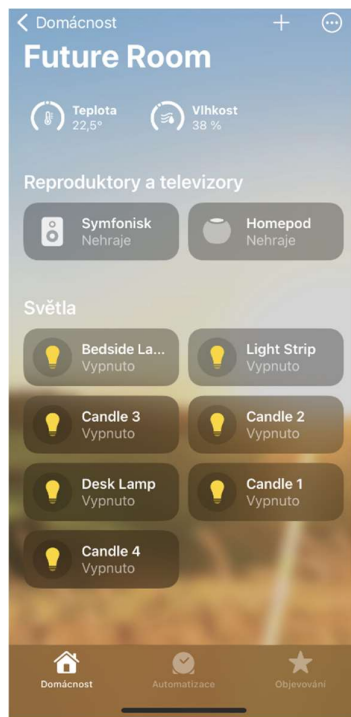 Domácnost
Future Room
Teplota
22,5°
Vlhkost
38 %
Reproduktory a televizory
Symfonisk
Nehraje
Homepod
Nehraje
Světla
Bedside La...
Vypnuto
Light Strip
Vypnuto
Candle 3
Vypnuto
Candle 2
Vypnuto
Desk Lamp
Vypnuto
Candle 1
Vypnuto
Candle 4
Vypnuto
Domácnost
Automatizace
Objevování